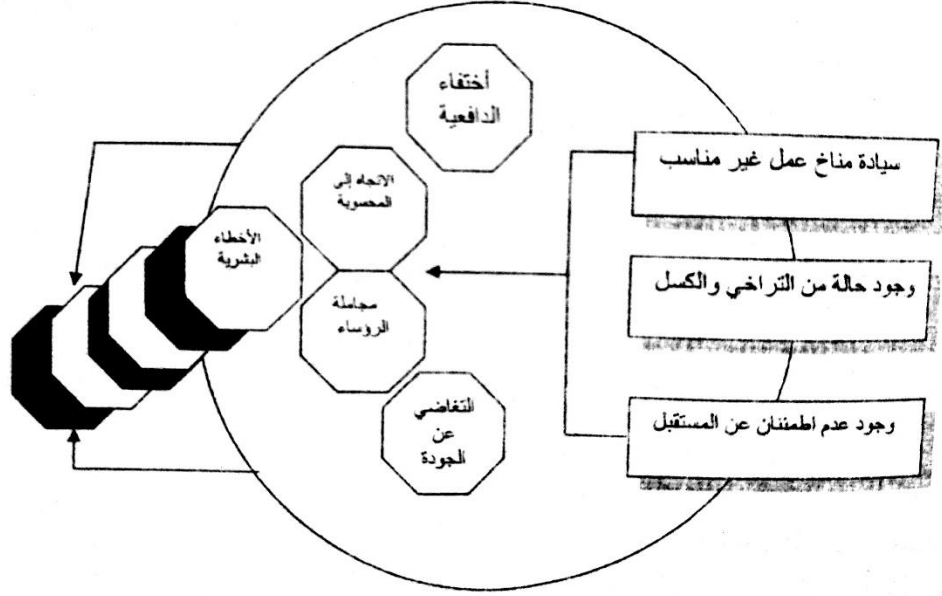 أختفاء
الدافعية
سيادة مناخ عمل غير مناسب
الاتجاه إلى
المحسوبية
الأخطاء
البشرية
وجود حالة من التراخي والكسل
مجاملة
الرؤساء
التغاضي
عن
الجودة
وجود عدم اطمئنان عن المستقبل